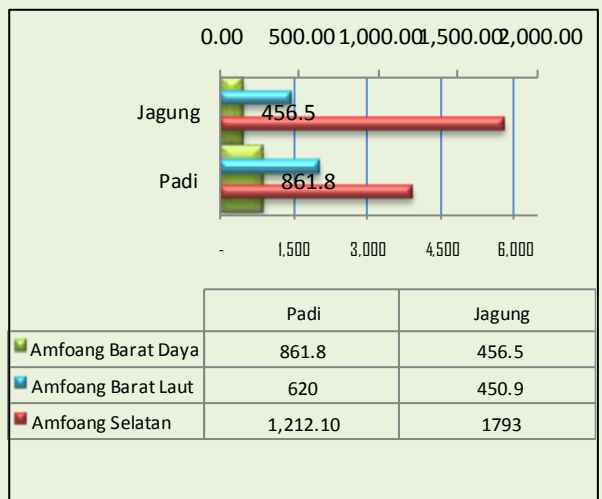 0.00 500.00 1,000.00 1,500.00 2,000.00
Jagung 456.5
Padi 861.8
- 1,500 3,000 4,500 6,000
Padi Jagung
Amfoang Barat Daya 861.8 456.5
Amfoang Barat Laut 620 450.9
Amfoang Selatan 1,212.10 1793